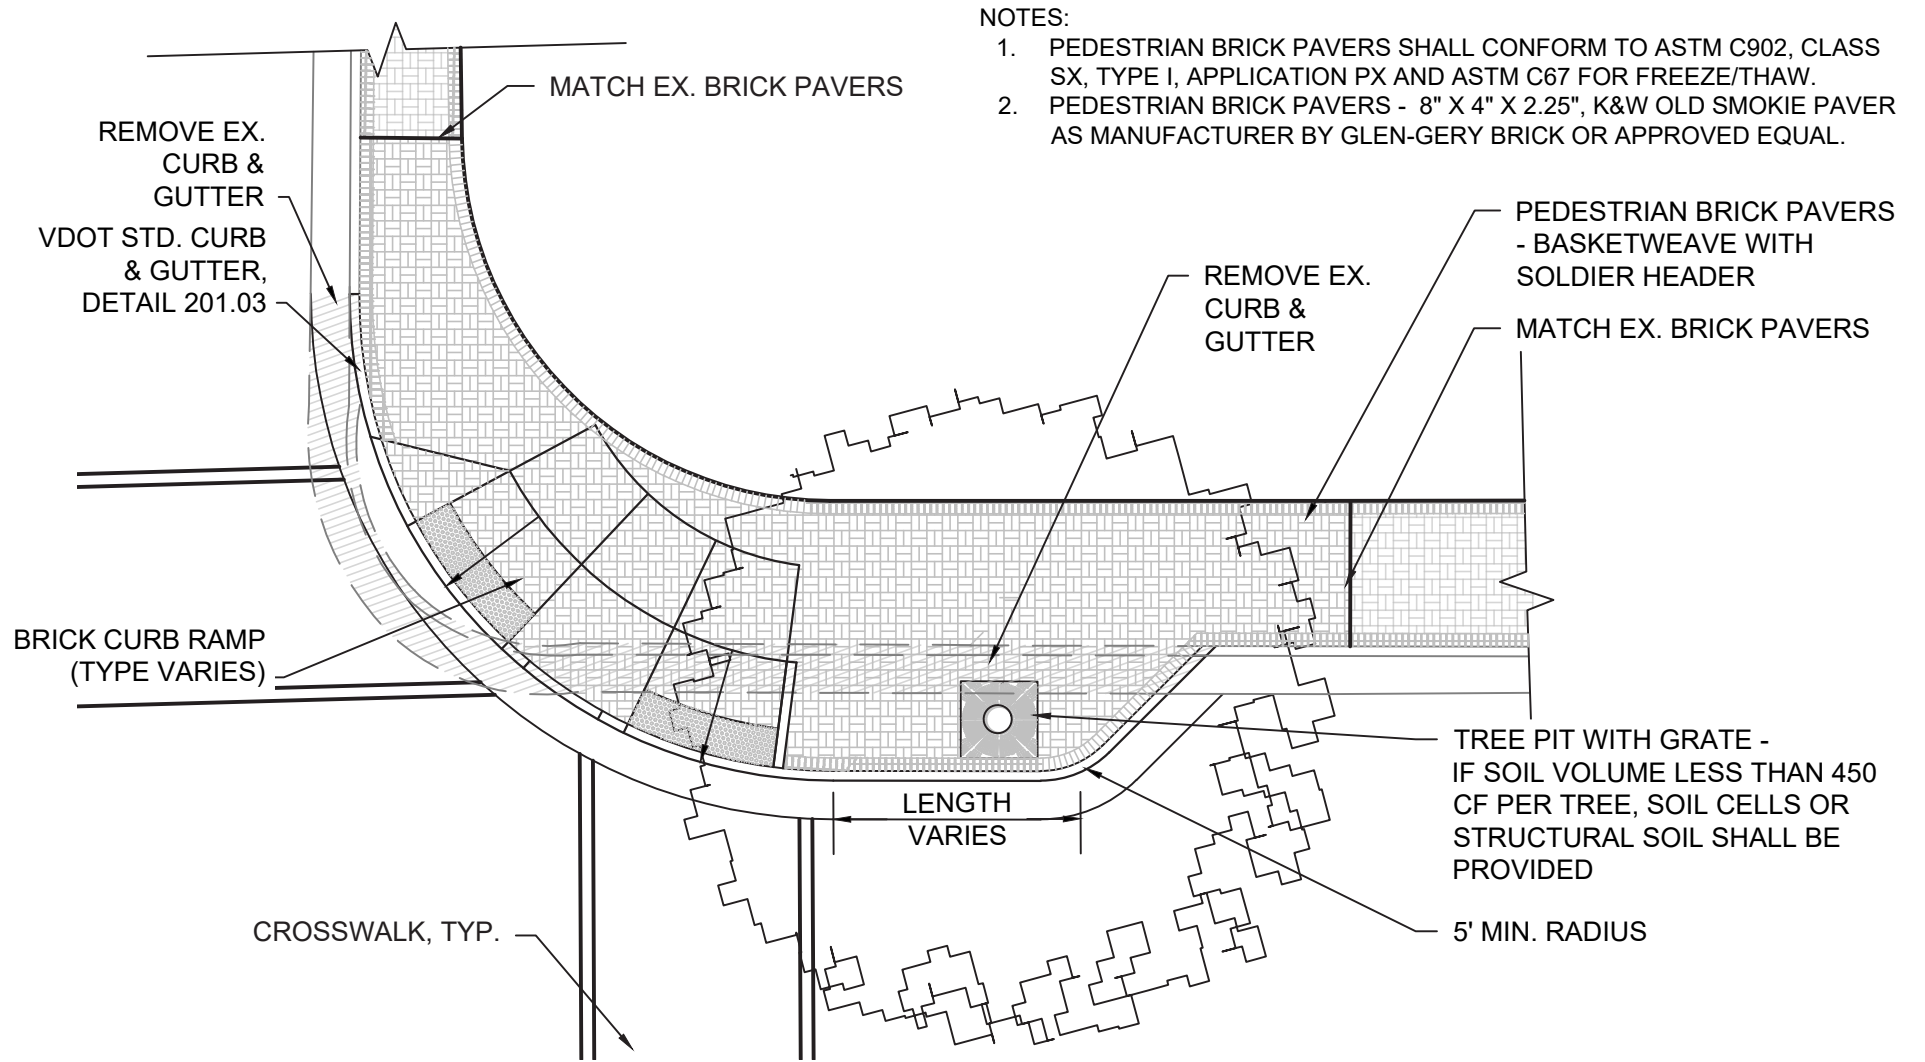 NOTES:
1. PEDESTRIAN BRICK PAVERS SHALL CONFORM TO ASTM C902, CLASS
SX, TYPE I, APPLICATION PX AND ASTM C67 FOR FREEZE/THAW.
2. PEDESTRIAN BRICK PAVERS - 8" X 4" X 2.25", K&W OLD SMOKIE PAVER
AS MANUFACTURER BY GLEN-GERY BRICK OR APPROVED EQUAL.
MATCH EX. BRICK PAVERS
REMOVE EX.
CURB &
GUTTER
VDOT STD. CURB
& GUTTER,
DETAIL 201.03
PEDESTRIAN BRICK PAVERS
- BASKETWEAVE WITH
SOLDIER HEADER
REMOVE EX.
CURB &
GUTTER
MATCH EX. BRICK PAVERS
BRICK CURB RAMP
(TYPE VARIES)
LENGTH
VARIES
TREE PIT WITH GRATE -
IF SOIL VOLUME LESS THAN 450
CF PER TREE, SOIL CELLS OR
STRUCTURAL SOIL SHALL BE
PROVIDED
CROSSWALK, TYP.
5' MIN. RADIUS